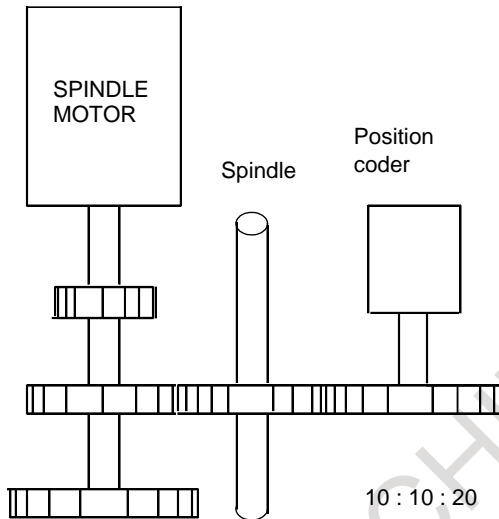 SPINDLE
MOTOR
Spindle
Position
coder
10 : 10 : 20